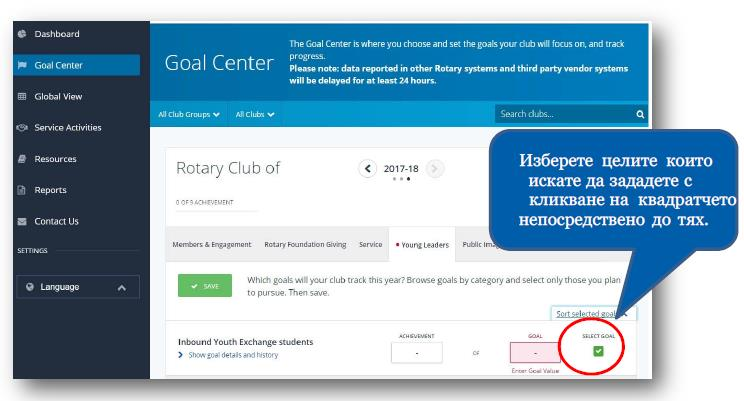 Dashboard
Goal Center
Global View
Service Activities
Resources
Reports
Contact Us
SETTINGS
Language
Goal Center
The Goal Center is where you choose and set the goals your club will focus on, and track
progress.
Please note: data reported in other Rotary systems and third party vendor systems
will be delayed for at least 24 hours.
All Club Groups
All Clubs
Search clubs...
Rotary Club of
2017-18
0 OF 9 ACHIEVEMENT
Изберете целите които
искате да зададете с
кликване на квадратчето
непосредствено до тях.
Members & Engagement
Rotary Foundation Giving
Service
Young Leaders
Public
SAVE
Which goals will your club track this year? Browse goals by category and select only those you plan
to pursue. Then save.
Sort selected
Inbound Youth Exchange students
Show goal details and history
ACHIEVEMENT
-
OF
GOAL
-
Enter Goal Value
SELECT GOAL